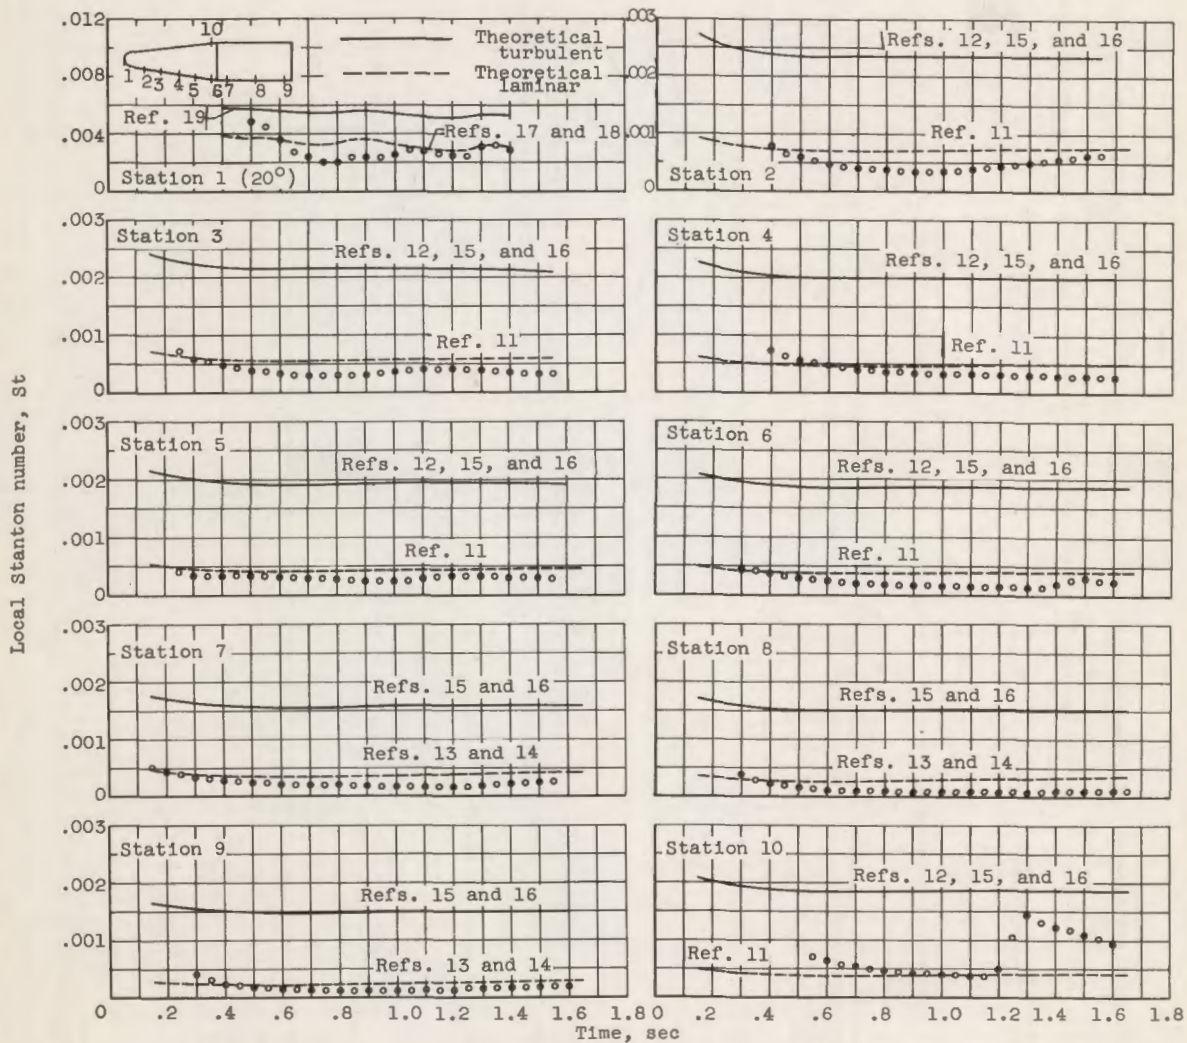 .012
.008
.004
0
10
1 2 3 4 5 6 7 8 9
Theoretical
turbulent
Theoretical
laminar
Ref. 19
Refs. 17 and 18
Station 1 (20°)
.003
.002
.001
0
Refs. 12, 15, and 16
Ref. 11
Station 2
.003
.002
.001
0
Station 3
Refs. 12, 15, and 16
Ref. 11
Station 4
Refs. 12, 15, and 16
Ref. 11
Local Stanton number, St
.003
.002
.001
0
Station 5
Refs. 12, 15, and 16
Ref. 11
Station 6
Refs. 12, 15, and 16
Ref. 11
.003
.002
.001
0
Station 7
Refs. 15 and 16
Refs. 13 and 14
Station 8
Refs. 15 and 16
Refs. 13 and 14
.003
.002
.001
0
Station 9
Refs. 15 and 16
Refs. 13 and 14
Station 10
Refs. 12, 15, and 16
Ref. 11
0 .2 .4 .6 .8 1.0 1.2 1.4 1.6 1.8 .2 .4 .6 .8 1.0 1.2 1.4 1.6 1.8
Time, sec